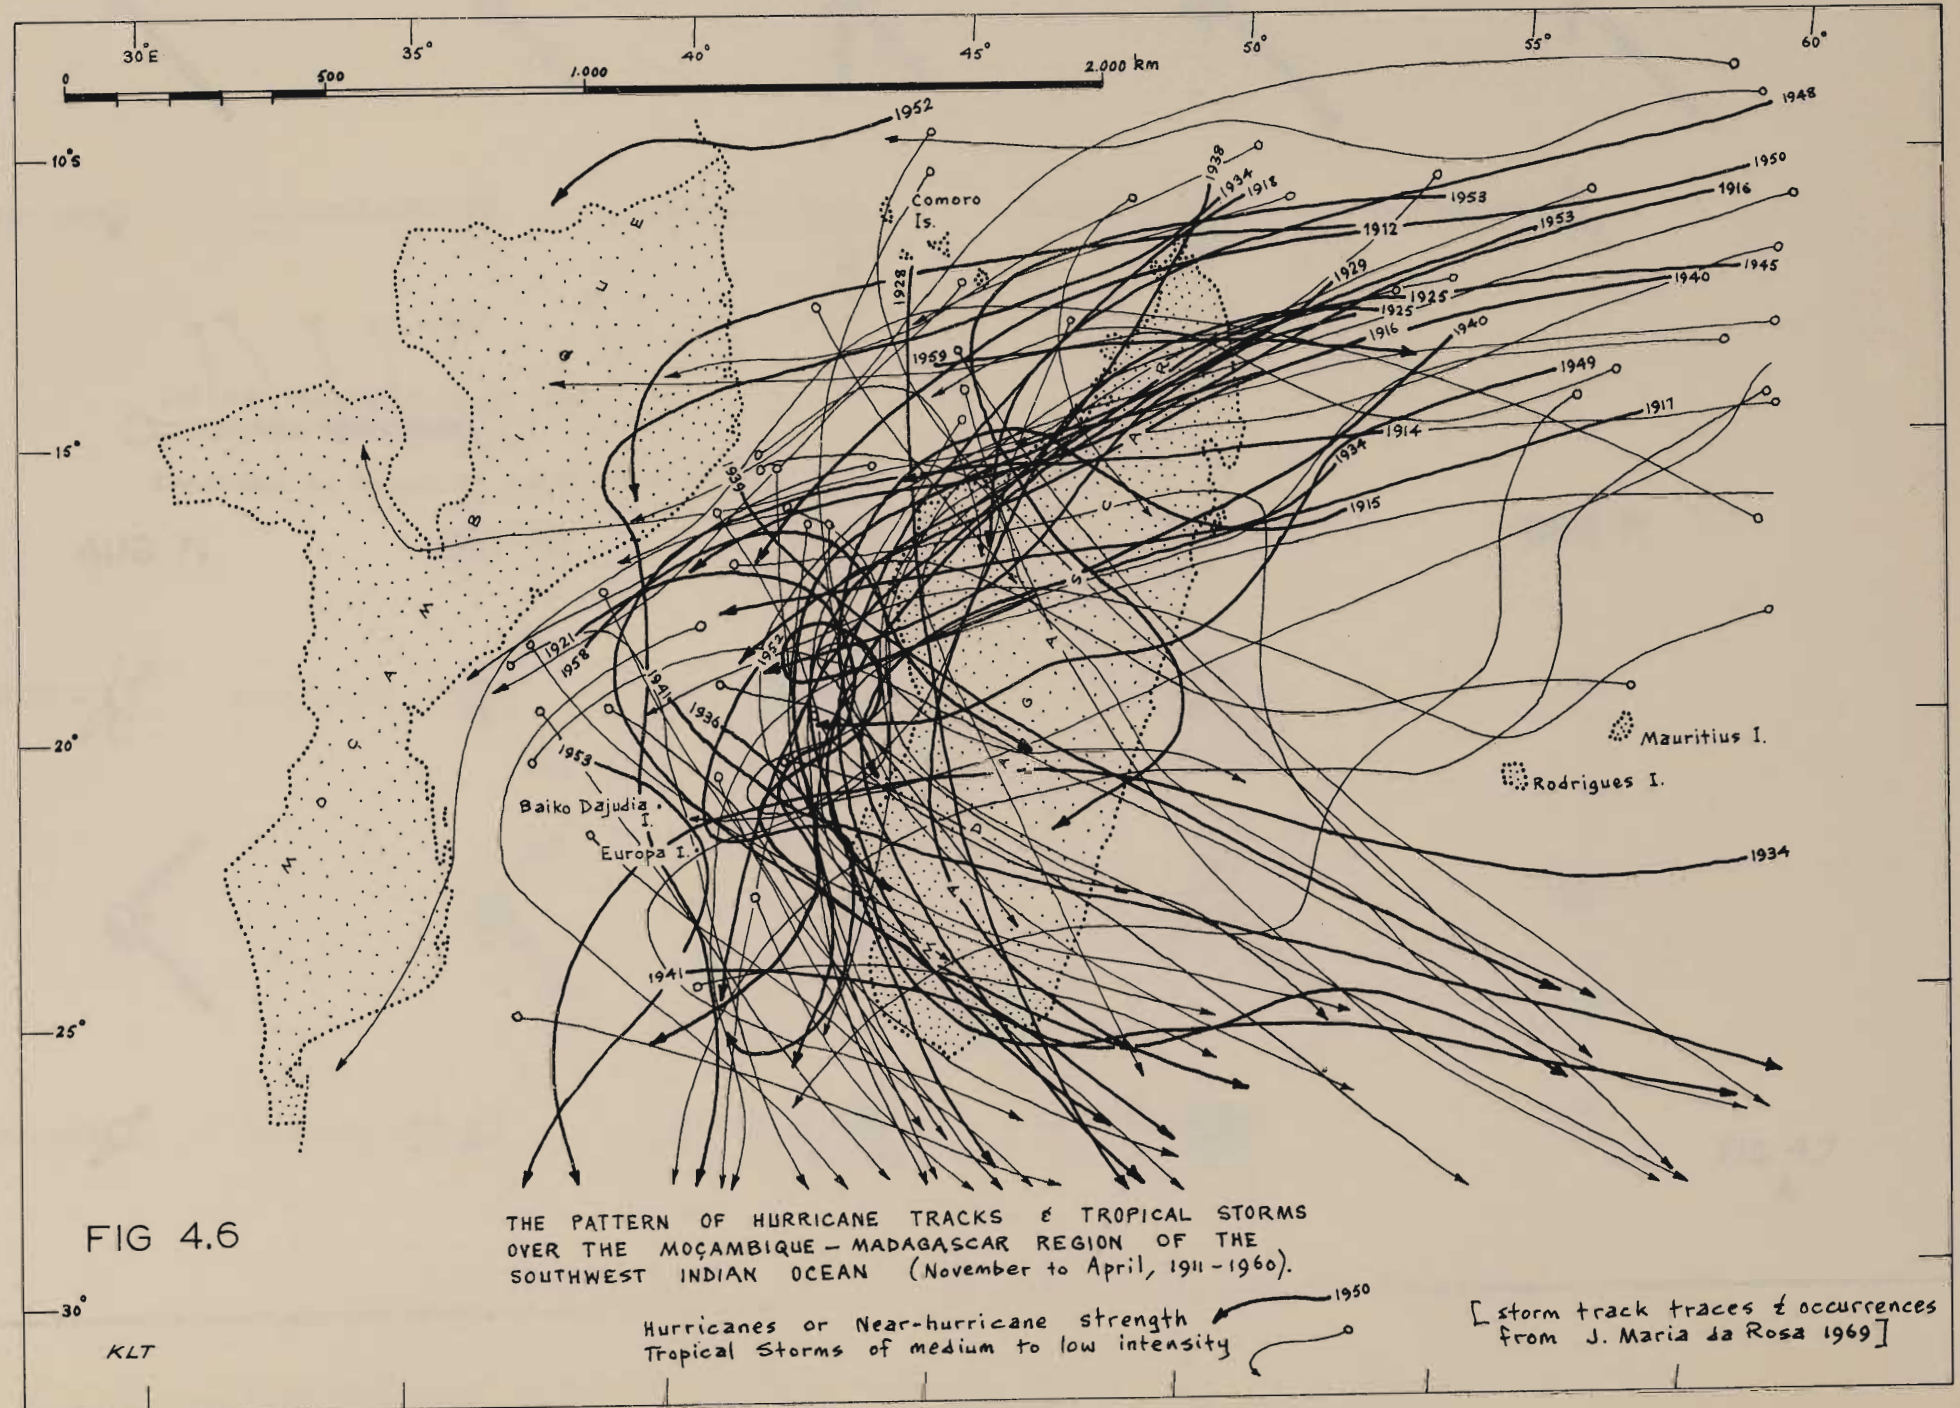 30°E 35° 40° 45° 50° 55° 60°
0 500 1.000 2.000 km
1952
1948
10°S
1938
1934
1918
1950
1916
1953
Comoro
Is.
1953
1912
1929
1945
1940
1928
1925
1925
1916
1940
1959
1949
1917
1914
15°
1939
1934
1915
MOÇAMBIQUE
MADAGASCAR
1921
1958
1952
1941
1936
20°
1953
Mauritius I.
Rodrigues I.
Baiko Dajudia
I.
Europa I.
1934
1941
25°
FIG 4.6
THE PATTERN OF HURRICANE TRACKS & TROPICAL STORMS
OVER THE MOÇAMBIQUE - MADAGASCAR REGION OF THE
SOUTHWEST INDIAN OCEAN (November to April, 1911-1960).
30°
1950
Hurricanes or Near-hurricane strength
Tropical Storms of medium to low intensity
[storm track traces & occurrences
from J. Maria da Rosa 1969]
KLT